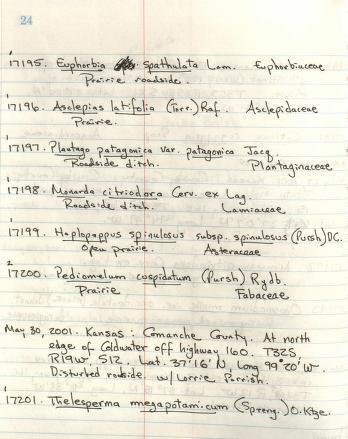 24
17195. Euphorbia spathulata Lam. Euphorbiaceae
Prairie roadside.
17196. Asclepias latifolia (Torr.) Raf. Asclepidaceae
Prairie.
17197. Plantago patagonica var. patagonica Jacq.
Roadside ditch. Plantaginaceae
17198. Monarda citriodora Cerv. ex Lag.
Roadside ditch. Lamiaceae
17199. Haplopappus spinulosus subsp. spinulosus (Pursh) DC.
Open prairie. Asteraceae
2
17200. Pediomelum cuspidatum (Pursh) Rydb.
Prairie Fabaceae
May 30, 2001. Kansas: Comanche County. At north
edge of Coldwater off highway 160. T32S
R19W S12. Lat. 37°16'N, Long 99°20'W.
Disturbed roadside. w/ Lorrie Parrish.
17201. Thelesperma megapotamicum (Spreng.) O. Ktze.